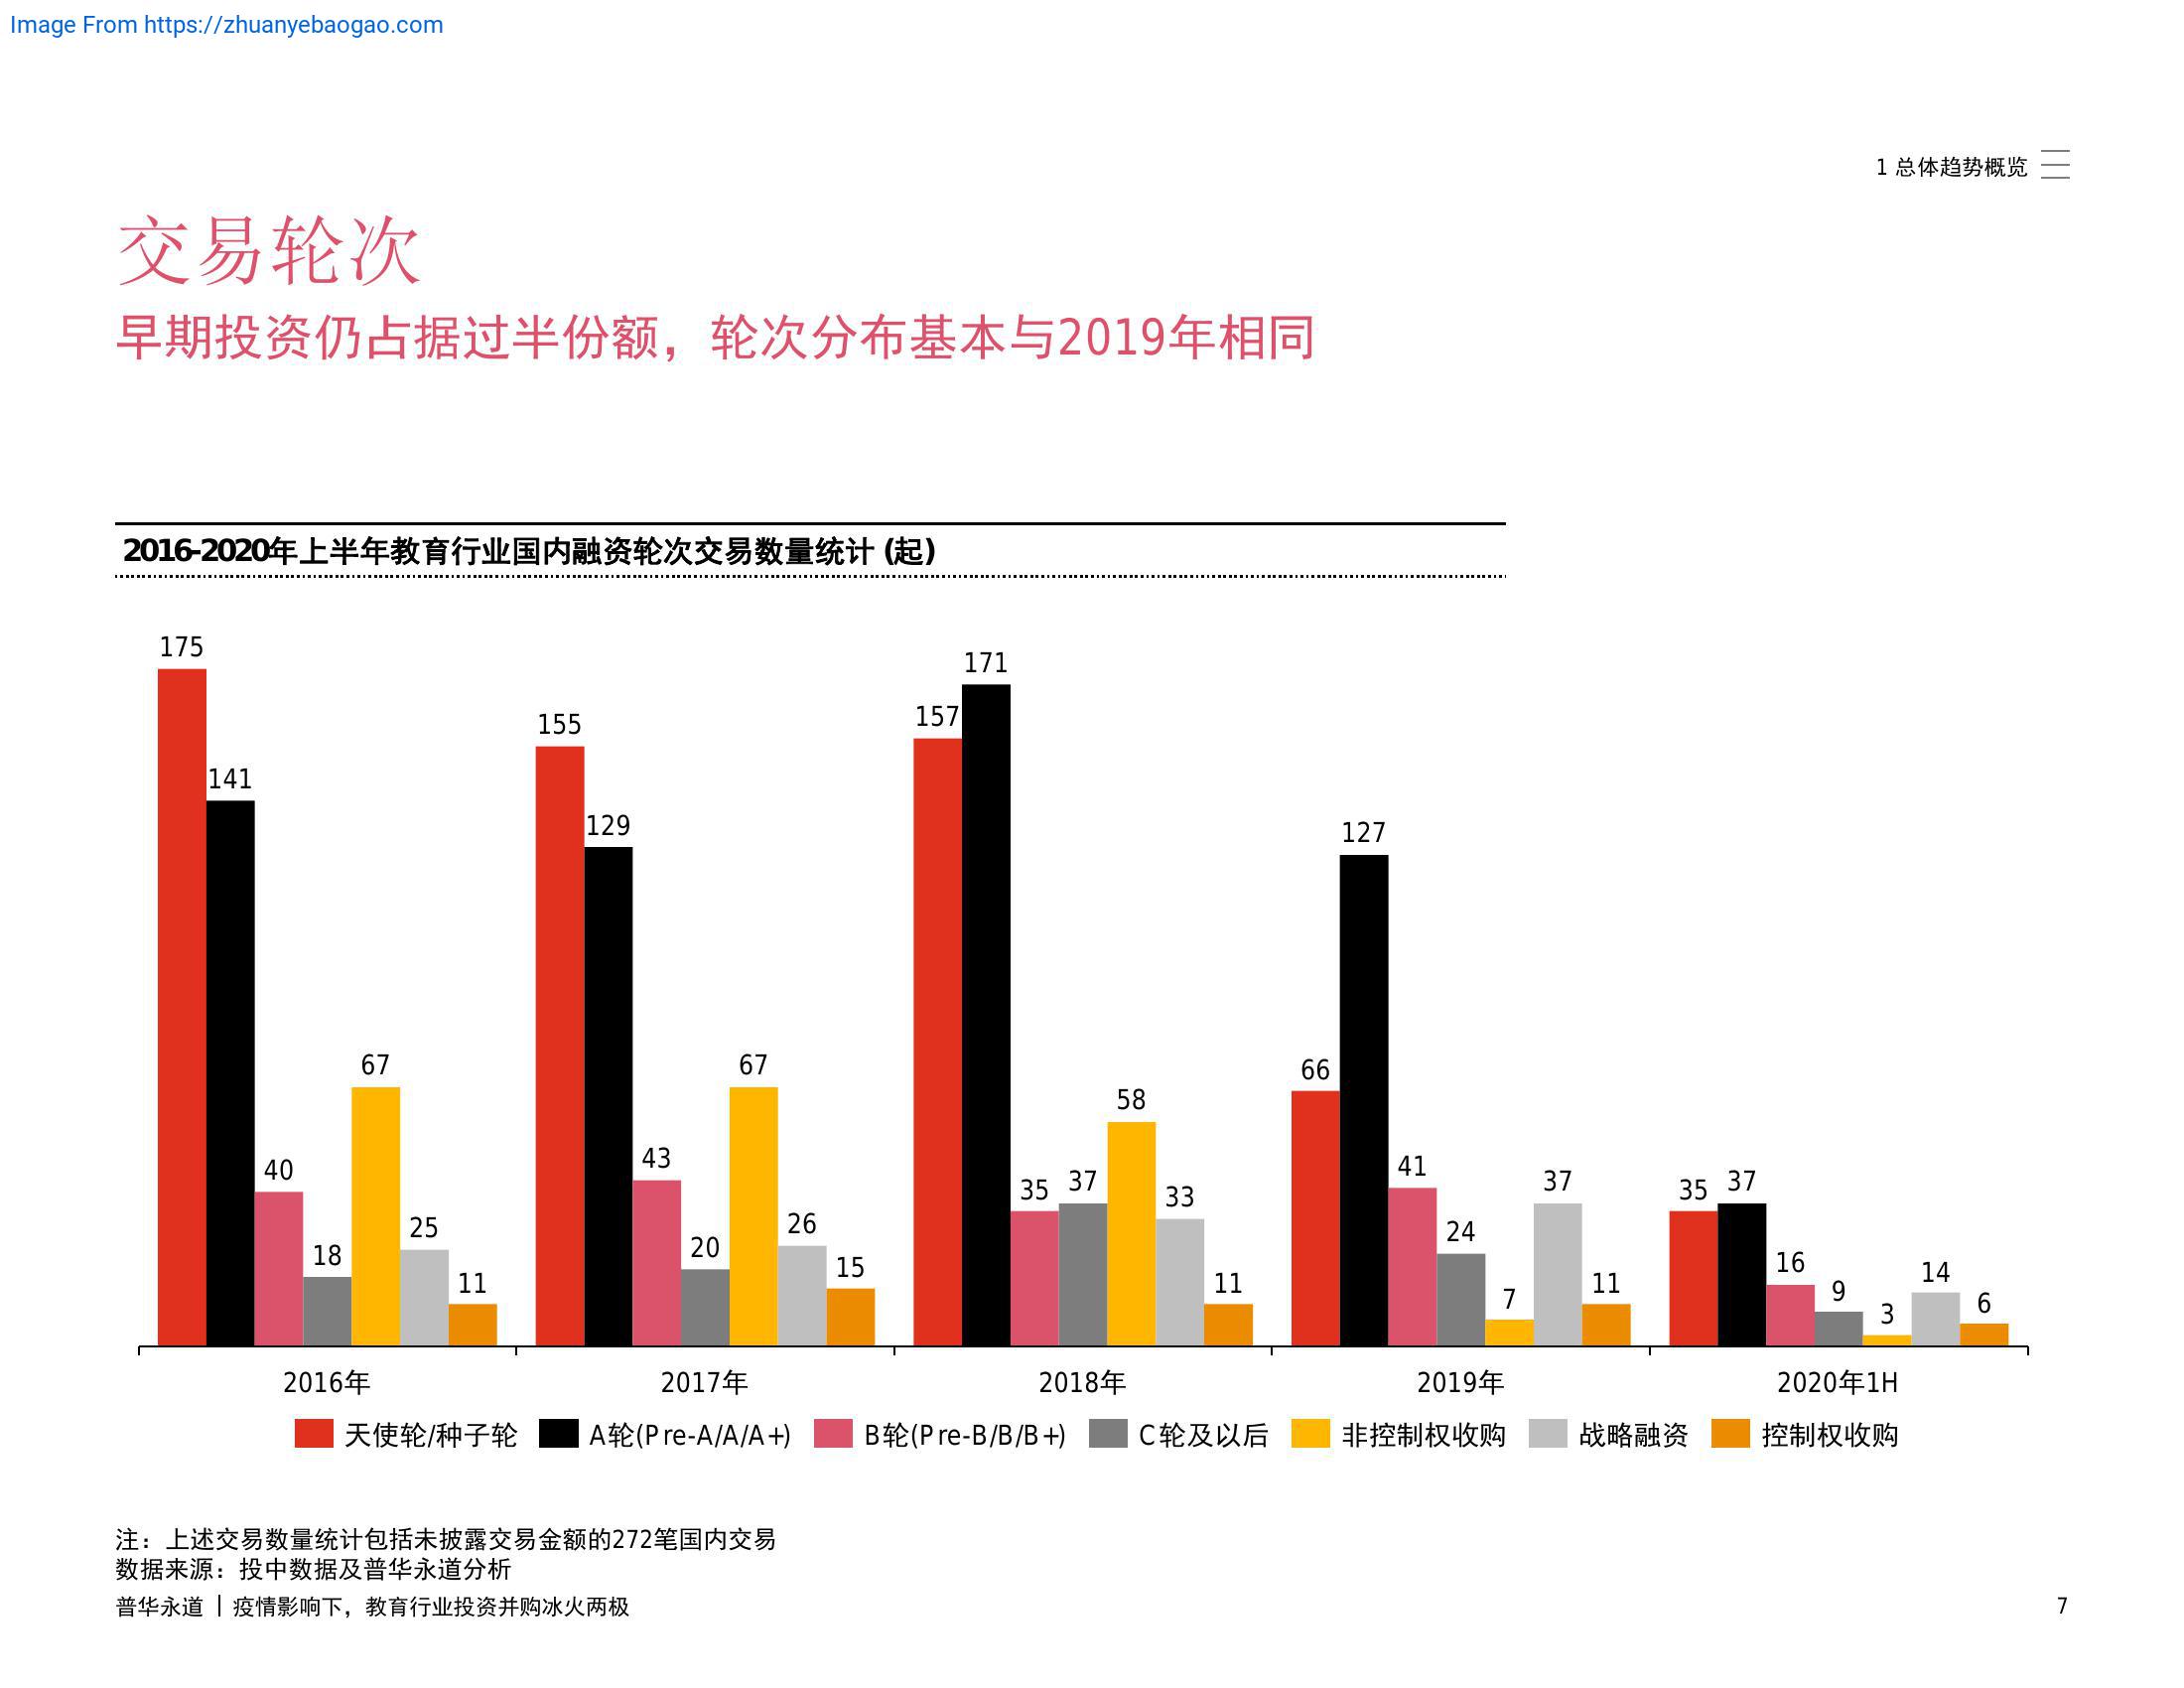 Image From https://zhuanyebaogao.com
1 总体趋势概览
交易轮次
早期投资仍占据过半份额，轮次分布基本与2019年相同
2016-2020年上半年教育行业国内融资轮次交易数量统计 (起)
175 141 40 18 67 25 11
155 129 43 20 67 26 15
157 171 35 37 58 33 11
66 127 41 24 7 37 11
35 37 16 9 3 14 6
2016年 2017年 2018年 2019年 2020年1H
天使轮/种子轮 A轮(Pre-A/A/A+) B轮(Pre-B/B/B+) C轮及以后 非控制权收购 战略融资 控制权收购
注：上述交易数量统计包括未披露交易金额的272笔国内交易
数据来源：投中数据及普华永道分析
普华永道 | 疫情影响下，教育行业投资并购冰火两极
7